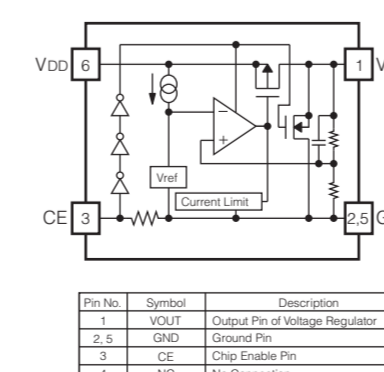 VDD 6
1 V
Vref
Current Limit
CE 3
2,5 G
Pin No. Symbol Description
1 VOUT Output Pin of Voltage Regulator
2, 5 GND Ground Pin
3 CE Chip Enable Pin